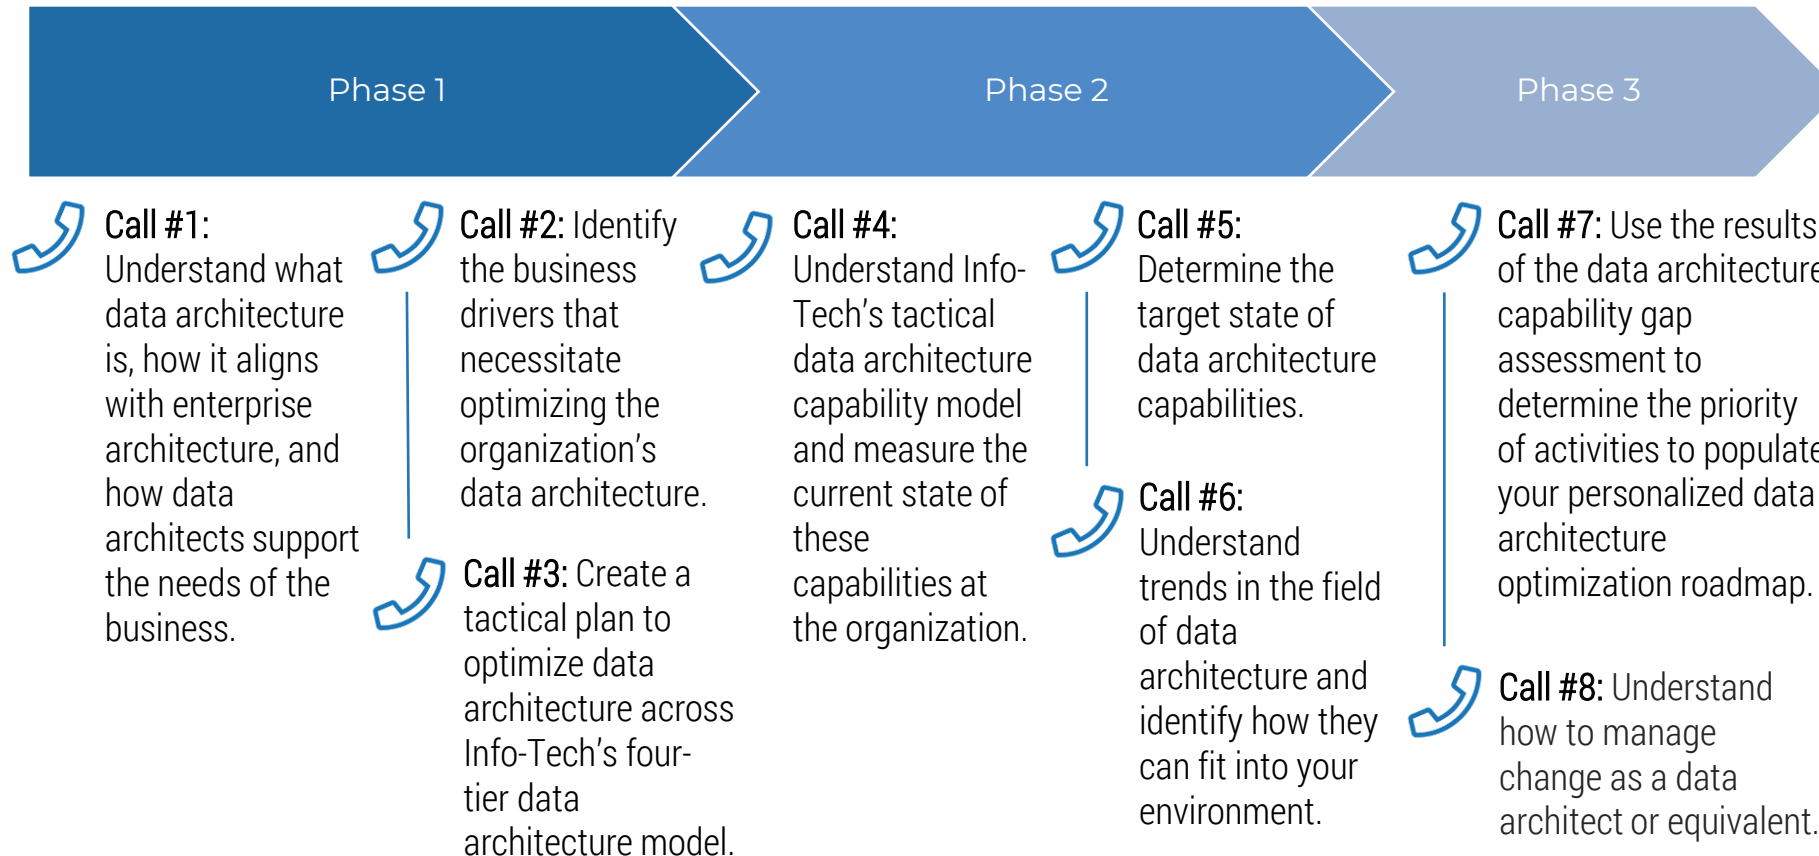 Phase 1
Phase 2
Phase 3
Call #1:
Understand what
data architecture
is, how it aligns
with enterprise
architecture, and
how data
architects support
the needs of the
business.
Call #2: Identify
the business
drivers that
necessitate
optimizing the
organization’s
data architecture.
Call #3: Create a
tactical plan to
optimize data
architecture across
Info-Tech’s four-
tier data
architecture model.
Call #4:
Understand Info-
Tech’s tactical
data architecture
capability model
and measure the
current state of
these
capabilities at
the organization.
Call #5:
Determine the
target state of
data architecture
capabilities.
Call #6:
Understand
trends in the field
of data
architecture and
identify how they
can fit into your
environment.
Call #7: Use the results
of the data architecture
capability gap
assessment to
determine the priority
of activities to populate
your personalized data
architecture
optimization roadmap.
Call #8: Understand
how to manage
change as a data
architect or equivalent.